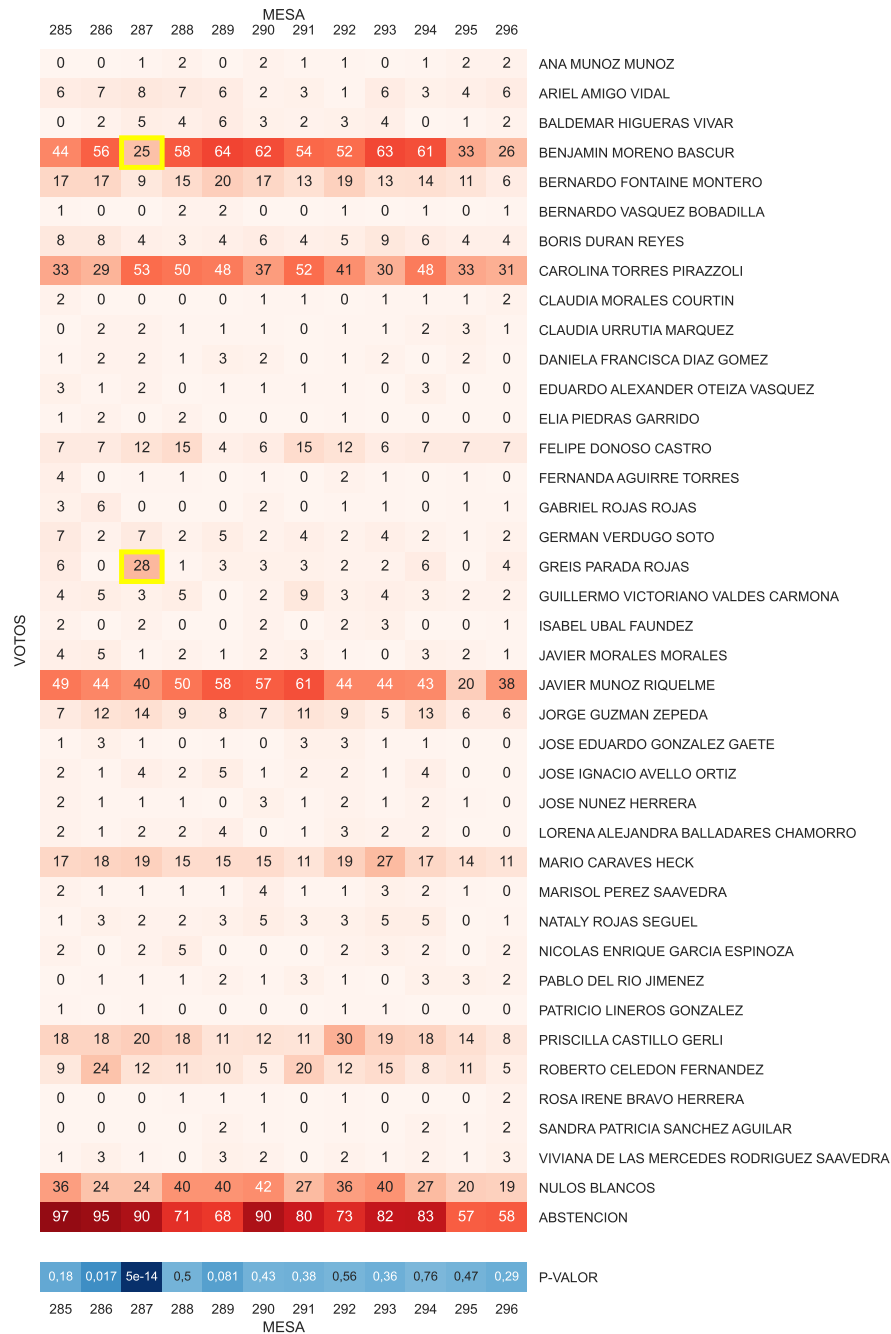 MESA
285 286 287 288 289 290 291 292 293 294 295 296
0 0 1 2 0 2 1 1 0 1 2 2 ANA MUNOZ MUNOZ
6 7 8 7 6 2 3 1 6 3 4 6 ARIEL AMIGO VIDAL
0 2 5 4 6 3 2 3 4 0 1 2 BALDEMAR HIGUERAS VIVAR
44 56 25 58 64 62 54 52 63 61 33 26 BENJAMIN MORENO BASCUR
17 17 9 15 20 17 13 19 13 14 11 6 BERNARDO FONTAINE MONTERO
1 0 0 2 2 0 0 1 0 1 0 1 BERNARDO VASQUEZ BOBADILLA
8 8 4 3 4 6 4 5 9 6 4 4 BORIS DURAN REYES
33 29 53 50 48 37 52 41 30 48 33 31 CAROLINA TORRES PIRAZZOLI
2 0 0 0 0 1 1 0 1 1 1 2 CLAUDIA MORALES COURTIN
0 2 2 1 1 1 0 1 1 2 3 1 CLAUDIA URRUTIA MARQUEZ
1 2 2 1 3 2 0 1 2 0 2 0 DANIELA FRANCISCA DIAZ GOMEZ
3 1 2 0 1 1 1 1 0 3 0 0 EDUARDO ALEXANDER OTEIZA VASQUEZ
1 2 0 2 0 0 0 1 0 0 0 0 ELIA PIEDRAS GARRIDO
7 7 12 15 4 6 15 12 6 7 7 7 FELIPE DONOSO CASTRO
4 0 1 1 0 1 0 2 1 0 1 0 FERNANDA AGUIRRE TORRES
3 6 0 0 0 2 0 1 1 0 1 1 GABRIEL ROJAS ROJAS
7 2 7 2 5 2 4 2 4 2 1 2 GERMAN VERDUGO SOTO
6 0 28 1 3 3 3 2 2 6 0 4 GREIS PARADA ROJAS
4 5 3 5 0 2 9 3 4 3 2 2 GUILLERMO VICTORIANO VALDES CARMONA
2 0 2 0 0 2 0 2 3 0 0 1 ISABEL UBAL FAUNDEZ
VOTOS
4 5 1 2 1 2 3 1 0 3 2 1 JAVIER MORALES MORALES
49 44 40 50 58 57 61 44 44 43 20 38 JAVIER MUNOZ RIQUELME
7 12 14 9 8 7 11 9 5 13 6 6 JORGE GUZMAN ZEPEDA
1 3 1 0 1 0 3 3 1 1 0 0 JOSE EDUARDO GONZALEZ GAETE
2 1 4 2 5 1 2 2 1 4 0 0 JOSE IGNACIO AVELLO ORTIZ
2 1 1 1 0 3 1 2 1 2 1 0 JOSE NUNEZ HERRERA
2 1 2 2 4 0 1 3 2 2 0 0 LORENA ALEJANDRA BALLADARES CHAMORRO
17 18 19 15 15 15 11 19 27 17 14 11 MARIO CARAVES HECK
2 1 1 1 1 4 1 1 3 2 1 0 MARISOL PEREZ SAAVEDRA
1 3 2 2 3 5 3 3 5 5 0 1 NATALY ROJAS SEGUEL
2 0 2 5 0 0 0 2 3 2 0 2 NICOLAS ENRIQUE GARCIA ESPINOZA
0 1 1 1 2 1 3 1 0 3 3 2 PABLO DEL RIO JIMENEZ
1 0 1 0 0 0 0 1 1 0 0 0 PATRICIO LINEROS GONZALEZ
18 18 20 18 11 12 11 30 19 18 14 8 PRISCILLA CASTILLO GERLI
9 24 12 11 10 5 20 12 15 8 11 5 ROBERTO CELEDON FERNANDEZ
0 0 0 1 1 1 0 1 0 0 0 2 ROSA IRENE BRAVO HERRERA
0 0 0 0 2 1 0 1 0 2 1 2 SANDRA PATRICIA SANCHEZ AGUILAR
1 3 1 0 3 2 0 2 1 2 1 3 VIVIANA DE LAS MERCEDES RODRIGUEZ SAAVEDRA
36 24 24 40 40 42 27 36 40 27 20 19 NULOS BLANCOS
97 95 90 71 68 90 80 73 82 83 57 58 ABSTENCION
0,18 0,017 5e-14 0,5 0,081 0,43 0,38 0,56 0,36 0,76 0,47 0,29 P-VALOR
285 286 287 288 289 290 291 292 293 294 295 296
MESA